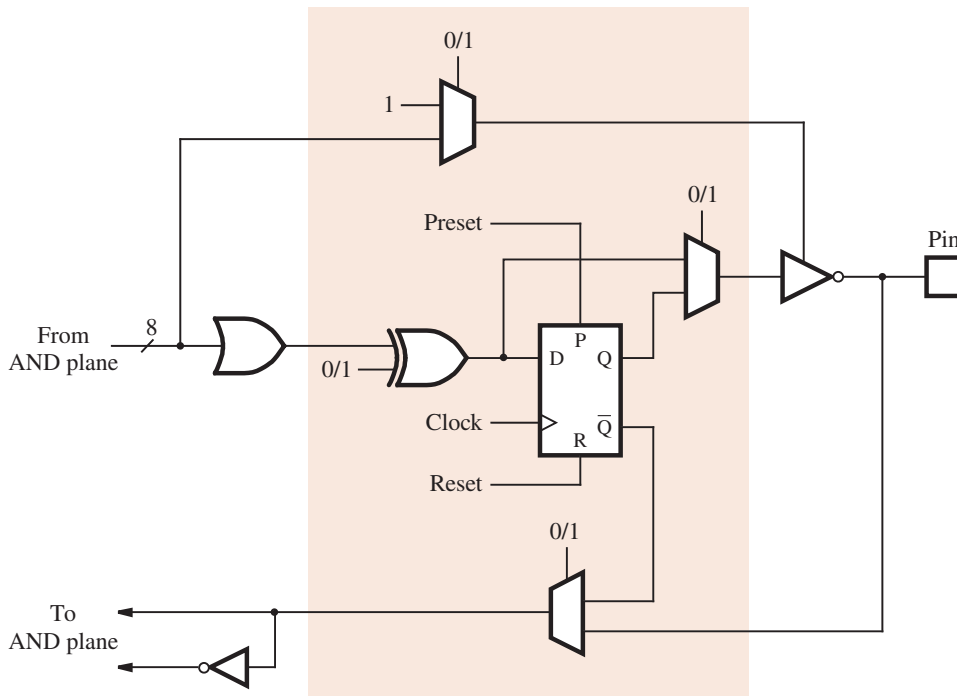 0/1
1
0/1
Preset
Pin
8
From
AND plane
P
D
Q
0/1
Clock
Q̅
R
Reset
0/1
To
AND plane